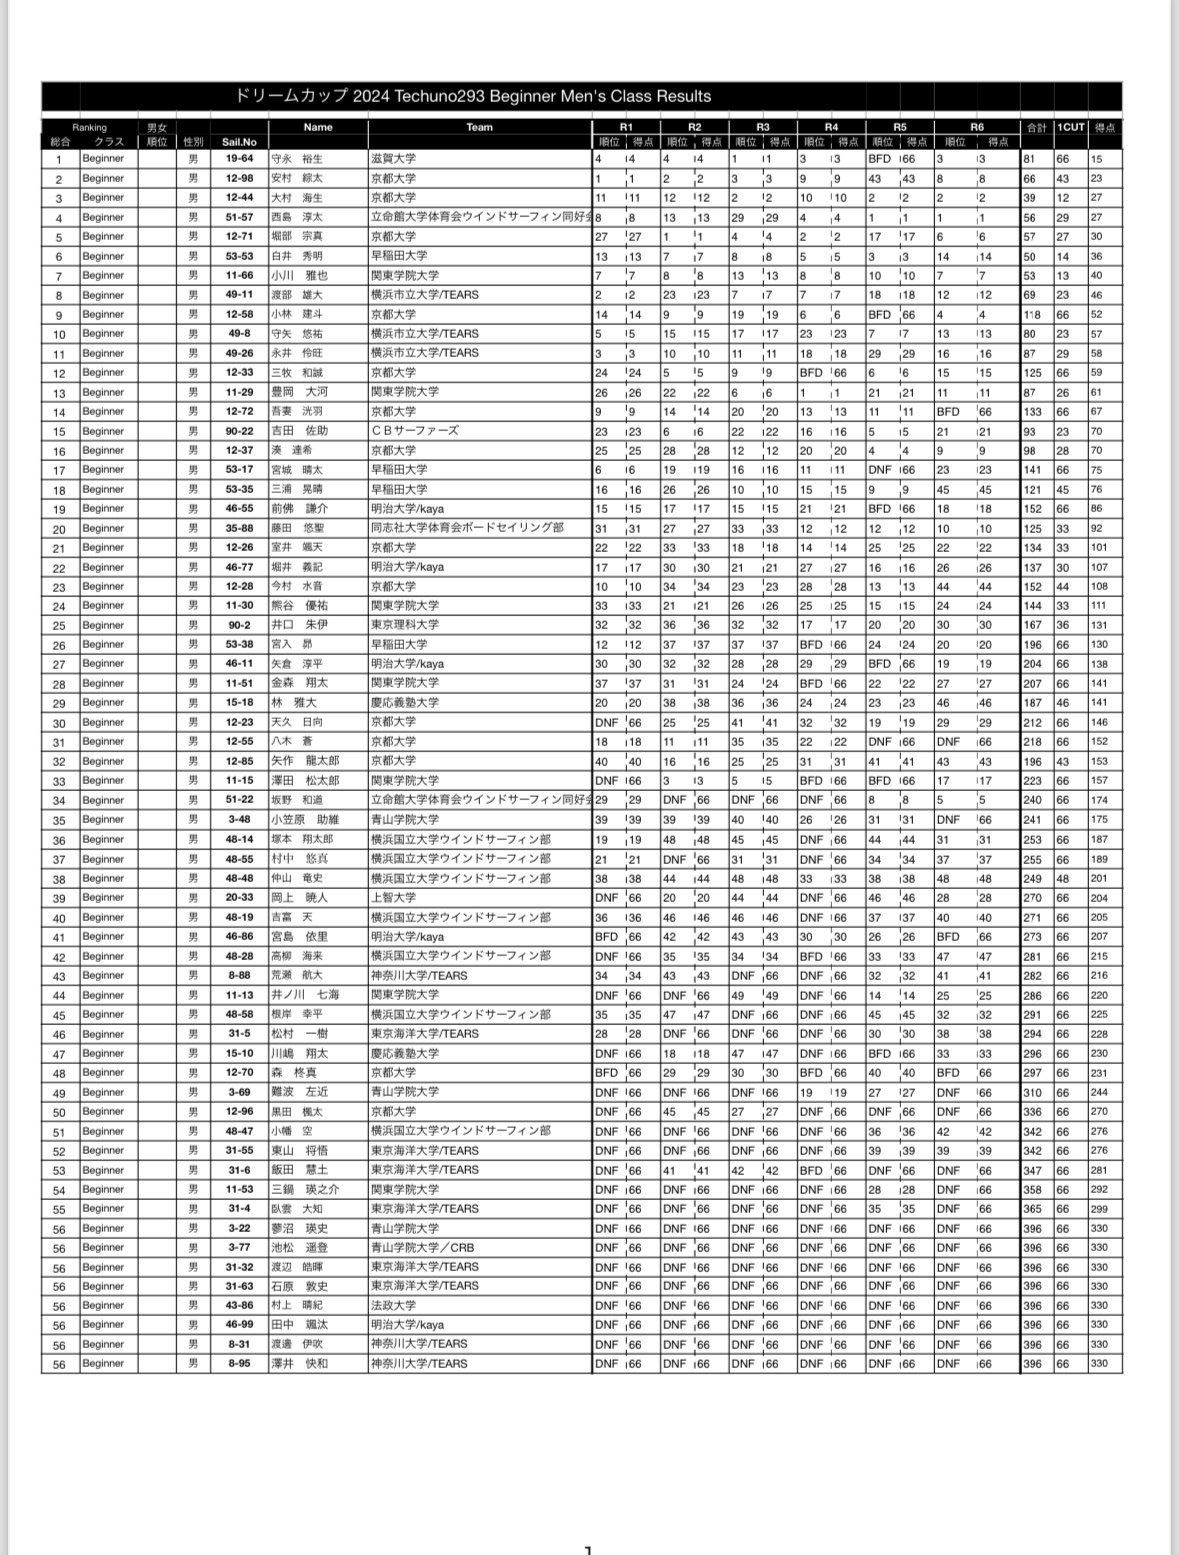 ドリームカップ 2024 Techuno293 Beginner Men's Class Results
Ranking 男女 Name Team R1 R2 R3 R4 R5 R6 合計 1CUT 得点
総合 クラス 順位 性別 Sail.No 順位 得点 順位 得点 順位 得点 順位 得点 順位 得点 順位 得点
1 Beginner 男 19-64 守永 裕生 滋賀大学 4 4 4 4 1 1 3 3 BFD 66 3 3 81 66 15
2 Beginner 男 12-98 安村 綜太 京都大学 1 1 2 2 3 3 9 9 43 43 8 8 66 43 23
3 Beginner 男 12-44 大村 海生 京都大学 11 11 12 12 2 2 10 10 2 2 2 2 39 12 27
4 Beginner 男 51-57 西島 淳太 立命館大学体育会ウインドサーフィン同好会 8 8 13 13 29 29 4 4 1 1 1 1 56 29 27
5 Beginner 男 12-71 堀部 宗真 京都大学 27 27 1 1 4 4 2 2 17 17 6 6 57 27 30
6 Beginner 男 53-53 白井 秀明 早稲田大学 13 13 7 7 8 8 5 5 3 3 14 14 50 14 36
7 Beginner 男 11-66 小川 雅也 関東学院大学 7 7 8 8 13 13 8 8 10 10 7 7 53 13 40
8 Beginner 男 49-11 渡部 雄大 横浜市立大学/TEARS 2 2 23 23 7 7 7 7 18 18 12 12 69 23 46
9 Beginner 男 12-58 小林 建斗 京都大学 14 14 9 9 19 19 6 6 BFD 66 4 4 118 66 52
10 Beginner 男 49-8 守矢 悠祐 横浜市立大学/TEARS 5 5 15 15 17 17 23 23 7 7 13 13 80 23 57
11 Beginner 男 49-26 永井 伶旺 横浜市立大学/TEARS 3 3 10 10 11 11 18 18 29 29 16 16 87 29 58
12 Beginner 男 12-33 三牧 和誠 京都大学 24 24 5 5 9 9 BFD 66 6 6 15 15 125 66 59
13 Beginner 男 11-29 豊岡 大河 関東学院大学 26 26 22 22 6 6 1 1 21 21 11 11 87 26 61
14 Beginner 男 12-72 吾妻 洸羽 京都大学 9 9 14 14 20 20 13 13 11 11 BFD 66 133 66 67
15 Beginner 男 90-22 吉田 佐助 CBサーファーズ 23 23 6 6 22 22 16 16 5 5 21 21 93 23 70
16 Beginner 男 12-37 湊 達希 京都大学 25 25 28 28 12 12 20 20 4 4 9 9 98 28 70
17 Beginner 男 53-17 宮城 晴太 早稲田大学 6 6 19 19 16 16 11 11 DNF 66 23 23 141 66 75
18 Beginner 男 53-35 三浦 晃晴 早稲田大学 16 16 26 26 10 10 15 15 9 9 45 45 121 45 76
19 Beginner 男 46-55 前佛 謙介 明治大学/kaya 15 15 17 17 15 15 21 21 BFD 66 18 18 152 66 86
20 Beginner 男 35-88 藤田 悠聖 同志社大学体育会ボードセイリング部 31 31 27 27 33 33 12 12 12 12 10 10 125 33 92
21 Beginner 男 12-26 室井 颯天 京都大学 22 22 33 33 18 18 14 14 25 25 22 22 134 33 101
22 Beginner 男 46-77 堀井 義記 明治大学/kaya 17 17 30 30 21 21 27 27 16 16 26 26 137 30 107
23 Beginner 男 12-28 今村 水音 京都大学 10 10 34 34 23 23 28 28 13 13 44 44 152 44 108
24 Beginner 男 11-30 熊谷 優祐 関東学院大学 33 33 21 21 26 26 25 25 15 15 24 24 144 33 111
25 Beginner 男 90-2 井口 朱伊 東京理科大学 32 32 36 36 32 32 17 17 20 20 30 30 167 36 131
26 Beginner 男 53-38 宮入 昴 早稲田大学 12 12 37 37 37 37 BFD 66 24 24 20 20 196 66 130
27 Beginner 男 46-11 矢倉 淳平 明治大学/kaya 30 30 32 32 28 28 29 29 BFD 66 19 19 204 66 138
28 Beginner 男 11-51 金森 翔太 関東学院大学 37 37 31 31 24 24 BFD 66 22 22 27 27 207 66 141
29 Beginner 男 15-18 林 雅大 慶応義塾大学 20 20 38 38 36 36 24 24 23 23 46 46 187 46 141
30 Beginner 男 12-23 天久 日向 京都大学 DNF 66 25 25 41 41 32 32 19 19 29 29 212 66 146
31 Beginner 男 12-55 八木 蒼 京都大学 18 18 11 11 35 35 22 22 DNF 66 DNF 66 218 66 152
32 Beginner 男 12-85 矢作 龍太郎 京都大学 40 40 16 16 25 25 31 31 41 41 43 43 196 43 153
33 Beginner 男 11-15 澤田 松太郎 関東学院大学 DNF 66 3 3 5 5 BFD 66 BFD 66 17 17 223 66 157
34 Beginner 男 51-22 坂野 和道 立命館大学体育会ウインドサーフィン同好会 29 29 DNF 66 DNF 66 DNF 66 8 8 5 5 240 66 174
35 Beginner 男 3-48 小笠原 助維 青山学院大学 39 39 39 39 40 40 26 26 31 31 DNF 66 241 66 175
36 Beginner 男 48-14 塚本 翔太郎 横浜国立大学ウインドサーフィン部 19 19 48 48 45 45 DNF 66 44 44 31 31 253 66 187
37 Beginner 男 48-55 村中 悠真 横浜国立大学ウインドサーフィン部 21 21 DNF 66 31 31 DNF 66 34 34 37 37 255 66 189
38 Beginner 男 48-48 仲山 竜史 横浜国立大学ウインドサーフィン部 38 38 44 44 48 48 33 33 38 38 48 48 249 48 201
39 Beginner 男 20-33 岡上 暁人 上智大学 DNF 66 20 20 44 44 DNF 66 46 46 28 28 270 66 204
40 Beginner 男 48-19 吉富 天 横浜国立大学ウインドサーフィン部 36 36 46 46 46 46 DNF 66 37 37 40 40 271 66 205
41 Beginner 男 46-86 宮島 依里 明治大学/kaya BFD 66 42 42 43 43 30 30 26 26 BFD 66 273 66 207
42 Beginner 男 48-28 高柳 海来 横浜国立大学ウインドサーフィン部 DNF 66 35 35 34 34 BFD 66 33 33 47 47 281 66 215
43 Beginner 男 8-88 荒瀬 航大 神奈川大学/TEARS 34 34 43 43 DNF 66 DNF 66 32 32 41 41 282 66 216
44 Beginner 男 11-13 井ノ川 七海 関東学院大学 DNF 66 DNF 66 49 49 DNF 66 14 14 25 25 286 66 220
45 Beginner 男 48-58 根岸 幸平 横浜国立大学ウインドサーフィン部 35 35 47 47 DNF 66 DNF 66 45 45 32 32 291 66 225
46 Beginner 男 31-5 松村 一樹 東京海洋大学/TEARS 28 28 DNF 66 DNF 66 DNF 66 30 30 38 38 294 66 228
47 Beginner 男 15-10 川嶋 翔太 慶応義塾大学 DNF 66 18 18 47 47 DNF 66 BFD 66 33 33 296 66 230
48 Beginner 男 12-70 森 柊真 京都大学 BFD 66 29 29 30 30 BFD 66 40 40 BFD 66 297 66 231
49 Beginner 男 3-69 難波 左近 青山学院大学 DNF 66 DNF 66 DNF 66 19 19 27 27 DNF 66 310 66 244
50 Beginner 男 12-96 黒田 楓太 京都大学 DNF 66 45 45 27 27 DNF 66 DNF 66 DNF 66 336 66 270
51 Beginner 男 48-47 小幡 空 横浜国立大学ウインドサーフィン部 DNF 66 DNF 66 DNF 66 DNF 66 36 36 42 42 342 66 276
52 Beginner 男 31-55 東山 将悟 東京海洋大学/TEARS DNF 66 DNF 66 DNF 66 DNF 66 39 39 39 39 342 66 276
53 Beginner 男 31-6 飯田 慧土 東京海洋大学/TEARS DNF 66 41 41 42 42 BFD 66 DNF 66 DNF 66 347 66 281
54 Beginner 男 11-53 三鍋 瑛之介 関東学院大学 DNF 66 DNF 66 DNF 66 DNF 66 28 28 DNF 66 358 66 292
55 Beginner 男 31-4 臥雲 大知 東京海洋大学/TEARS DNF 66 DNF 66 DNF 66 DNF 66 35 35 DNF 66 365 66 299
56 Beginner 男 3-22 蓼沼 瑛史 青山学院大学 DNF 66 DNF 66 DNF 66 DNF 66 DNF 66 DNF 66 396 66 330
56 Beginner 男 3-77 池松 遥登 青山学院大学／CRB DNF 66 DNF 66 DNF 66 DNF 66 DNF 66 DNF 66 396 66 330
56 Beginner 男 31-32 渡辺 皓暉 東京海洋大学/TEARS DNF 66 DNF 66 DNF 66 DNF 66 DNF 66 DNF 66 396 66 330
56 Beginner 男 31-63 石原 敦史 東京海洋大学/TEARS DNF 66 DNF 66 DNF 66 DNF 66 DNF 66 DNF 66 396 66 330
56 Beginner 男 43-86 村上 晴紀 法政大学 DNF 66 DNF 66 DNF 66 DNF 66 DNF 66 DNF 66 396 66 330
56 Beginner 男 46-99 田中 颯汰 明治大学/kaya DNF 66 DNF 66 DNF 66 DNF 66 DNF 66 DNF 66 396 66 330
56 Beginner 男 8-31 渡邊 伊吹 神奈川大学/TEARS DNF 66 DNF 66 DNF 66 DNF 66 DNF 66 DNF 66 396 66 330
56 Beginner 男 8-95 澤井 快和 神奈川大学/TEARS DNF 66 DNF 66 DNF 66 DNF 66 DNF 66 DNF 66 396 66 330